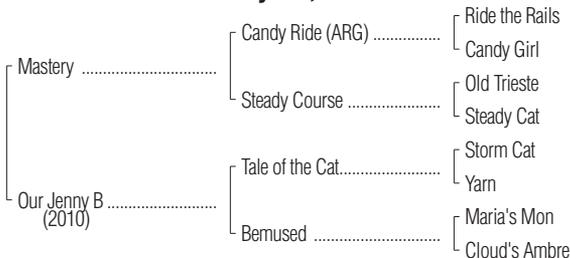 Ride the Rails
Candy Ride (ARG) ...............
Candy Girl
Mastery ..............................
Old Trieste
Steady Course .....................
Steady Cat
Storm Cat
Tale of the Cat......................
Yarn
Our Jenny B ........................
(2010)
Maria's Mon
Bemused ............................
Cloud's Ambre